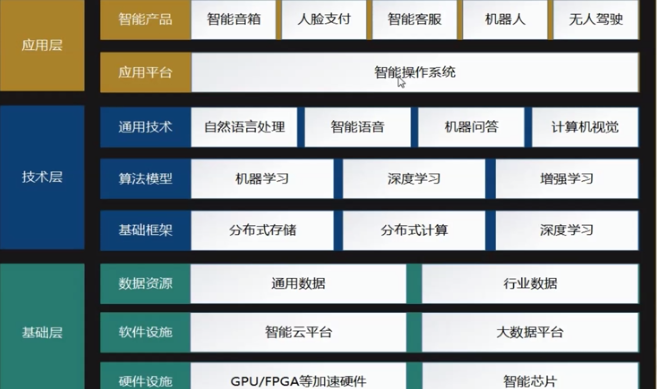 应用层
智能产品 智能音箱 人脸支付 智能客服 机器人 无人驾驶
应用平台 智能操作系统
技术层
通用技术 自然语言处理 智能语音 机器问答 计算机视觉
算法模型 机器学习 深度学习 增强学习
基础框架 分布式存储 分布式计算 深度学习
基础层
数据资源 通用数据 行业数据
软件设施 智能云平台 大数据平台
硬件设施 GPU/FPGA等加速硬件 智能芯片